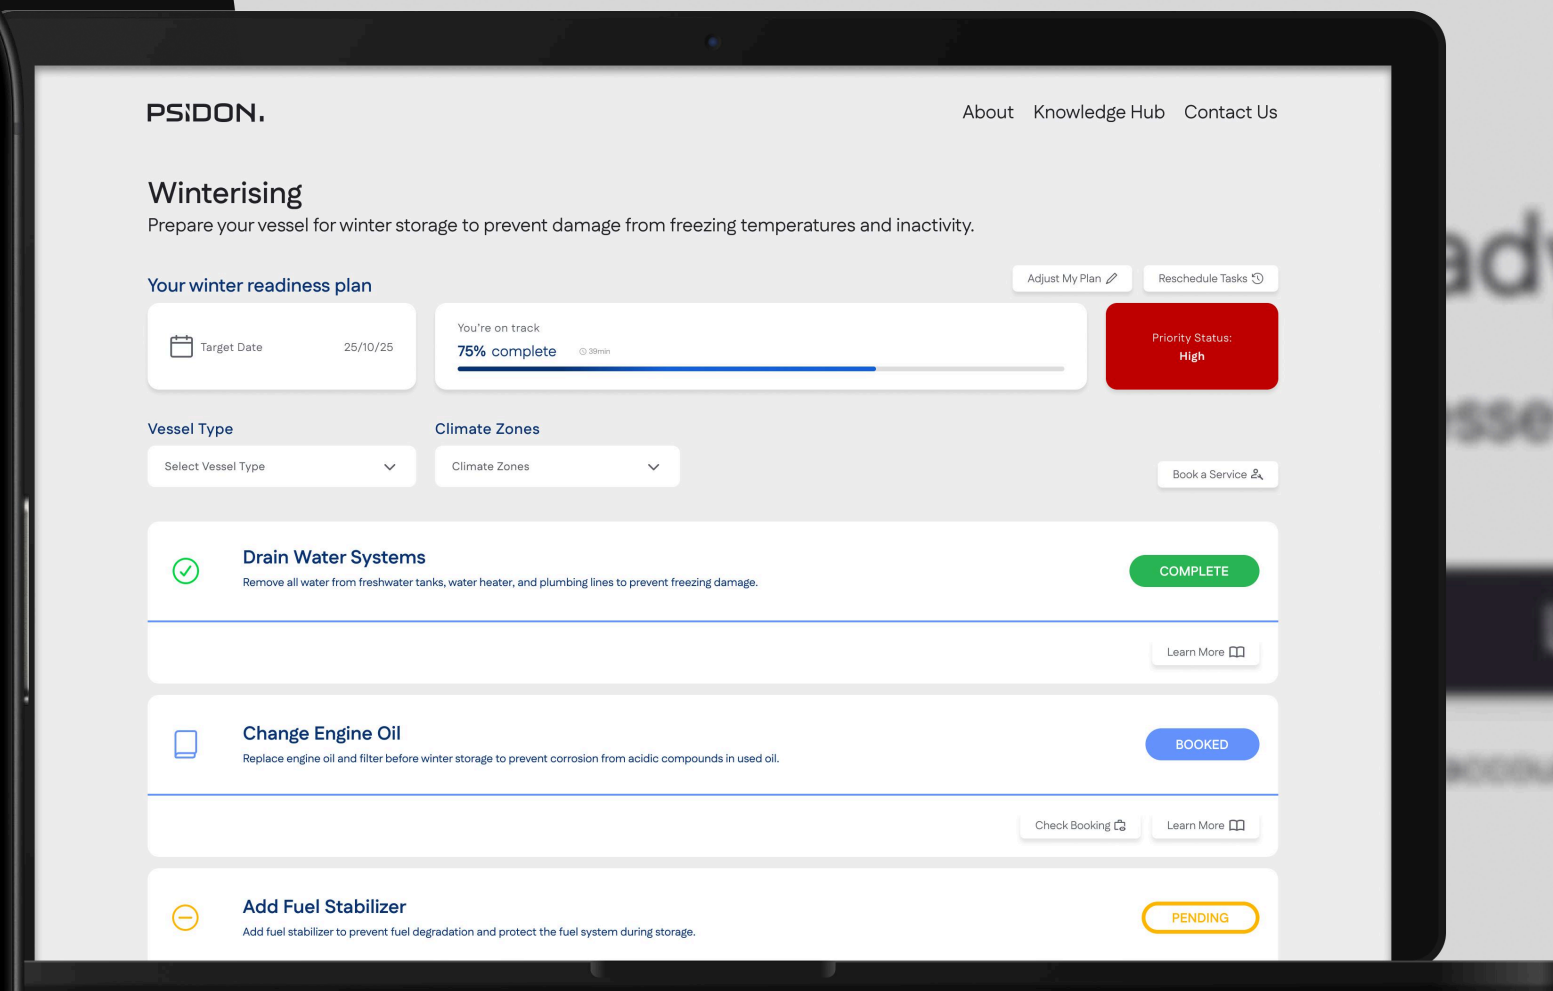 PSIDON.
About Knowledge Hub Contact Us
Winterising
Prepare your vessel for winter storage to prevent damage from freezing temperatures and inactivity.
Your winter readiness plan
Adjust My Plan
Reschedule Tasks
Target Date 25/10/25
You're on track
75% complete 39min
Priority Status:
High
Vessel Type
Climate Zones
Select Vessel Type
Climate Zones
Book a Service
Drain Water Systems
Remove all water from freshwater tanks, water heater, and plumbing lines to prevent freezing damage.
COMPLETE
Learn More
Change Engine Oil
Replace engine oil and filter before winter storage to prevent corrosion from acidic compounds in used oil.
BOOKED
Check Booking
Learn More
Add Fuel Stabilizer
Add fuel stabilizer to prevent fuel degradation and protect the fuel system during storage.
PENDING